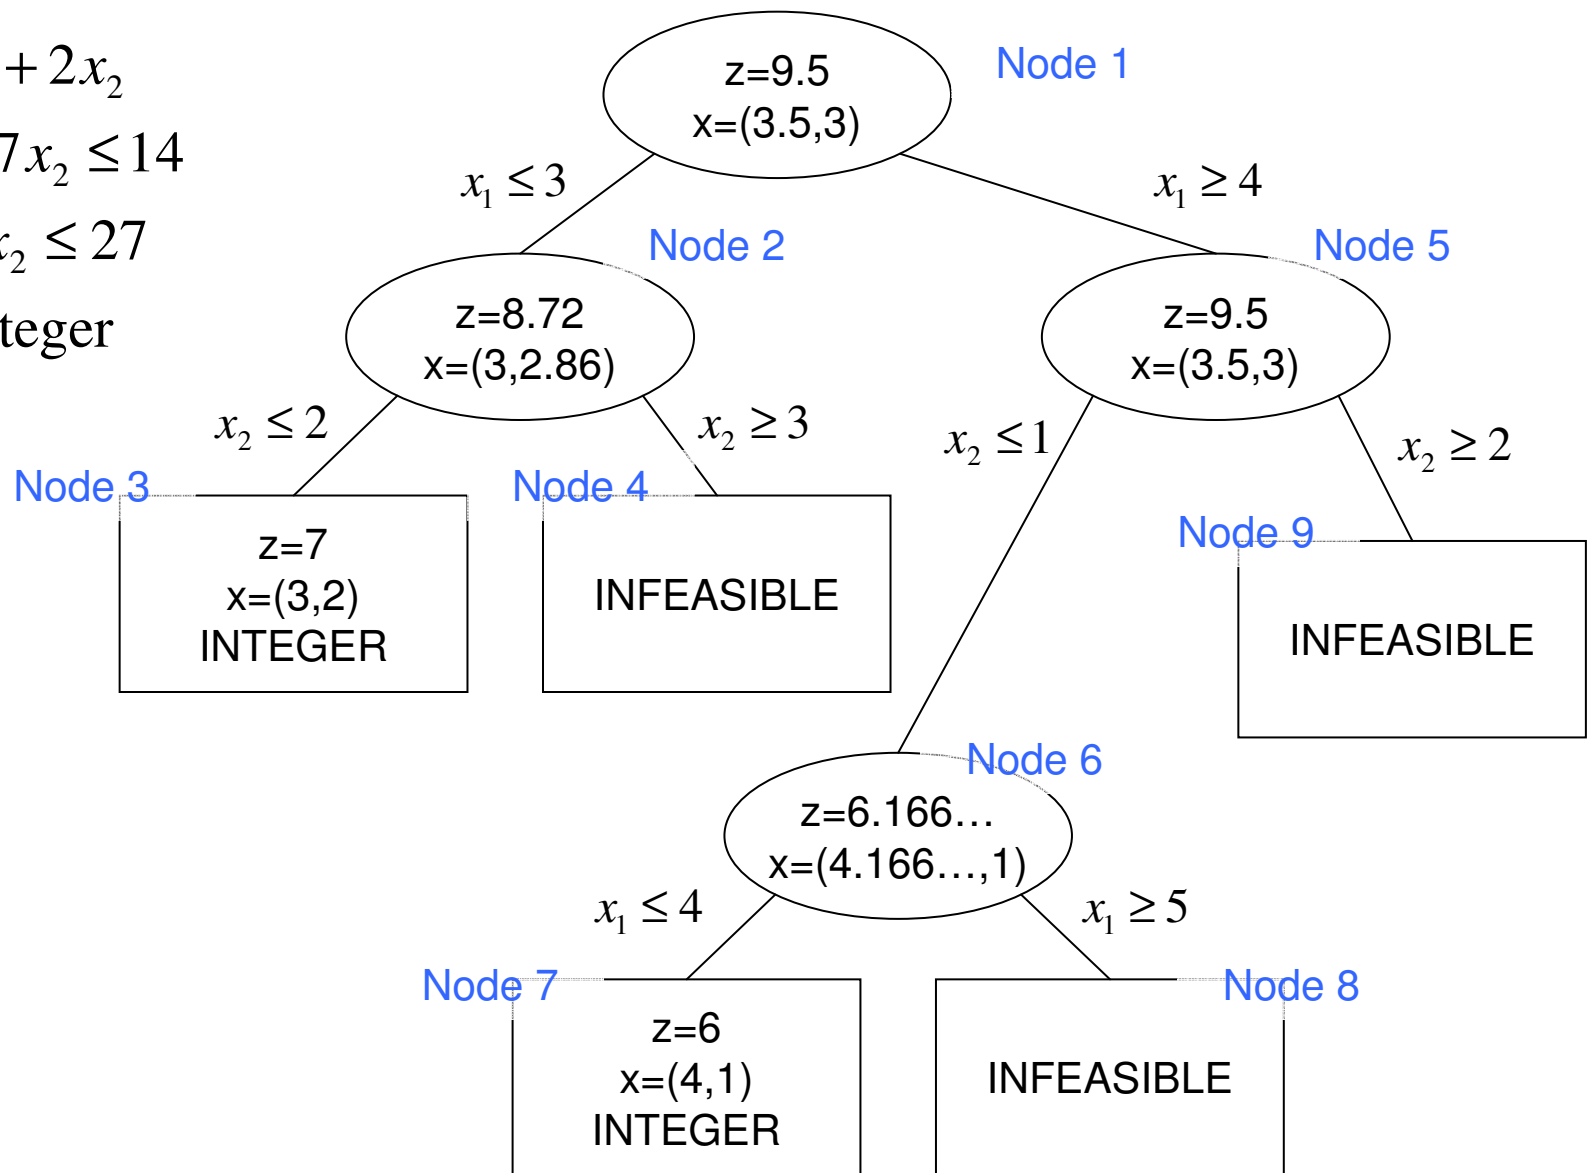 + 2x₂
7x₂ ≤ 14
x₂ ≤ 27
teger
Node 1
z=9.5
x=(3.5,3)
x₁ ≤ 3
x₁ ≥ 4
Node 2
z=8.72
x=(3,2.86)
Node 5
z=9.5
x=(3.5,3)
x₂ ≤ 2
x₂ ≥ 3
x₂ ≤ 1
x₂ ≥ 2
Node 3
z=7
x=(3,2)
INTEGER
Node 4
INFEASIBLE
Node 9
INFEASIBLE
Node 6
z=6.166…
x=(4.166…,1)
x₁ ≤ 4
x₁ ≥ 5
Node 7
z=6
x=(4,1)
INTEGER
Node 8
INFEASIBLE